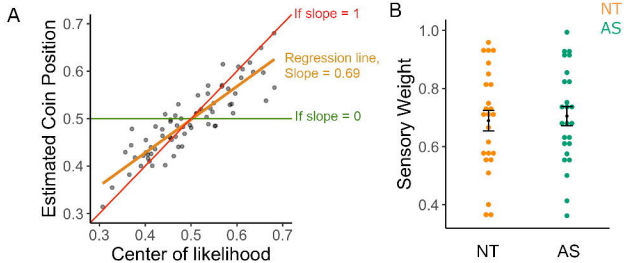 A
If slope = 1
Regression line,
Slope = 0.69
If slope = 0
Estimated Coin Position
0.7
0.6
0.5
0.4
0.3
0.3 0.4 0.5 0.6 0.7
Center of likelihood
B
NT
AS
Sensory Weight
1.0
0.8
0.6
0.4
NT AS